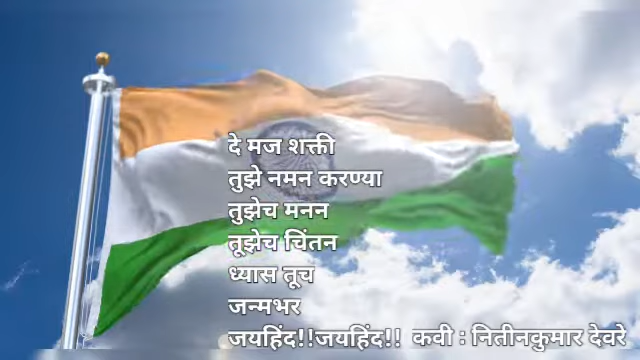 दे मज शक्ती
तुझे नमन करण्या
तुझेच मनन
तूझेच चिंतन
ध्यास तूच
जन्मभर
जयहिंद!!जयहिंद!! कवी : नितीनकुमार देवरे